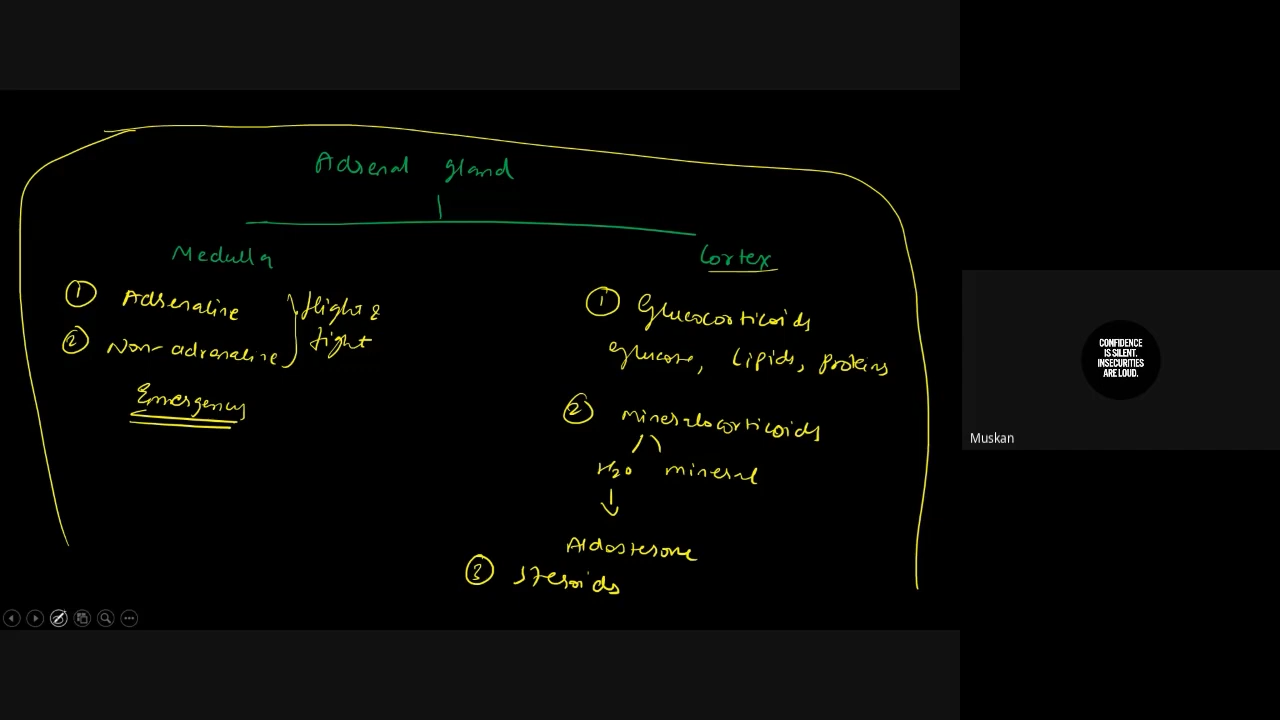 Adrenal gland
Medulla
① Adrenaline
② Non-adrenaline
flight &
fight
Emergency
Cortex
① Glucocorticoids
glucose, lipids, proteins
② mineralocorticoids
H2O mineral
Aldosterone
③ steroids
CONFIDENCE
IS SILENT.
INSECURITIES
ARE LOUD.
Muskan